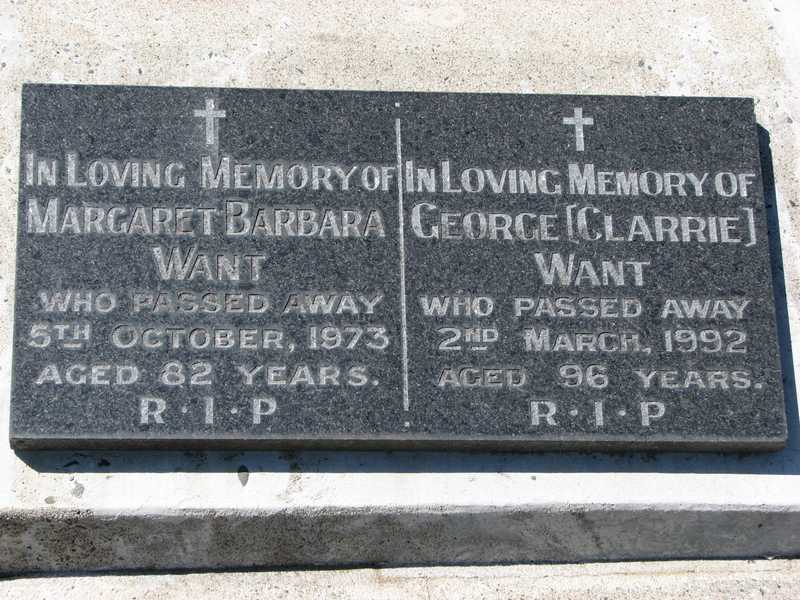 IN LOVING MEMORY OF
MARGARET BARBARA
WANT
WHO PASSED AWAY
5TH OCTOBER, 1973
AGED 82 YEARS.
R·I·P
IN LOVING MEMORY OF
GEORGE [CLARRIE]
WANT
WHO PASSED AWAY
2ND MARCH, 1992
AGED 96 YEARS.
R·I·P